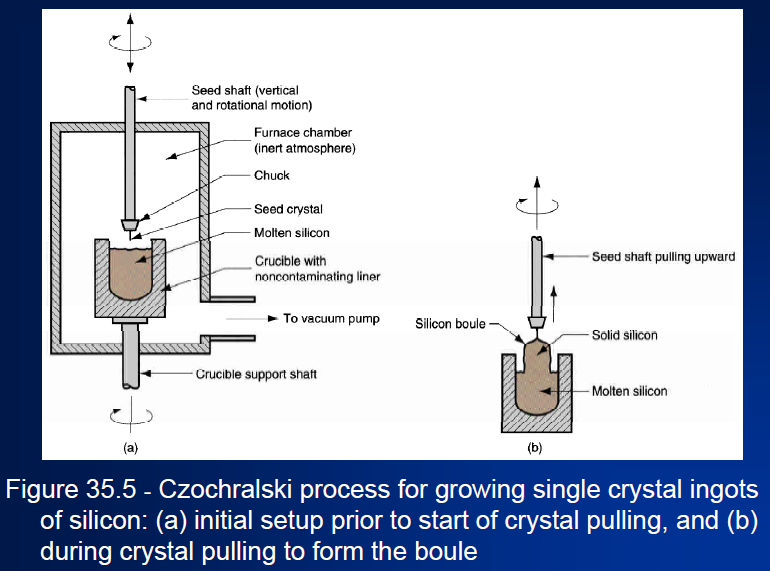 Seed shaft (vertical
and rotational motion)
Furnace chamber
(inert atmosphere)
Chuck
Seed crystal
Molten silicon
Crucible with
noncontaminating liner
To vacuum pump
Crucible support shaft
(a)
Seed shaft pulling upward
Silicon boule
Solid silicon
Molten silicon
(b)
Figure 35.5 - Czochralski process for growing single crystal ingots
of silicon: (a) initial setup prior to start of crystal pulling, and (b)
during crystal pulling to form the boule